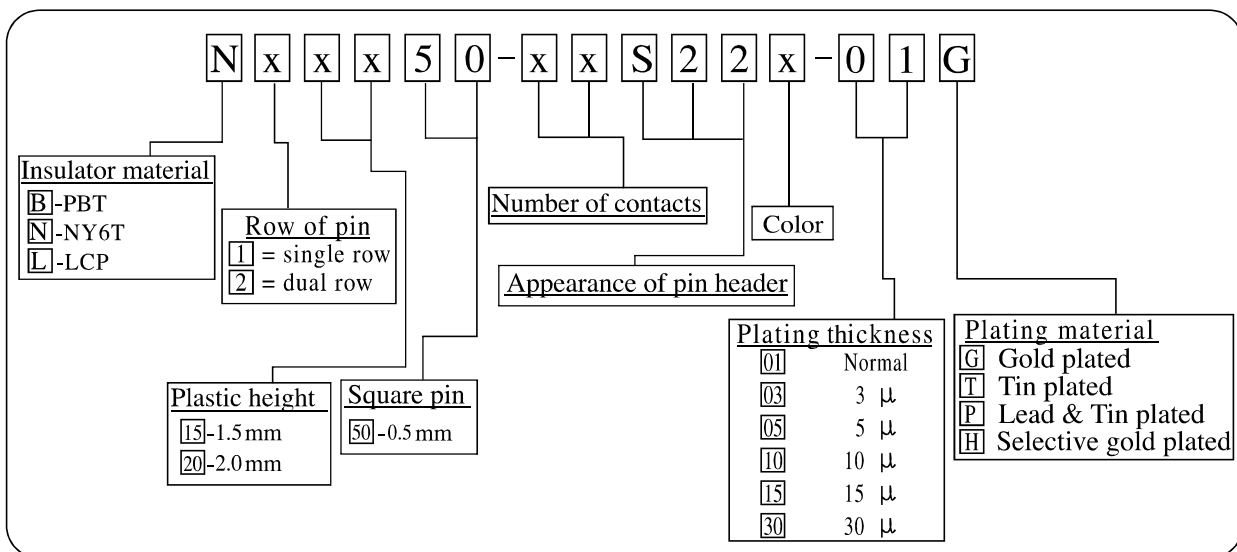 N x x x 5 0 - x x S 2 2 x - 0 1 G
Insulator material
B -PBT
N -NY6T
L -LCP
Row of pin
1 = single row
2 = dual row
Plastic height
15 -1.5 mm
20 -2.0 mm
Square pin
50 -0.5 mm
Number of contacts
Appearance of pin header
Color
Plating thickness
01 Normal
03 3 μ
05 5 μ
10 10 μ
15 15 μ
30 30 μ
Plating material
G Gold plated
T Tin plated
P Lead & Tin plated
H Selective gold plated